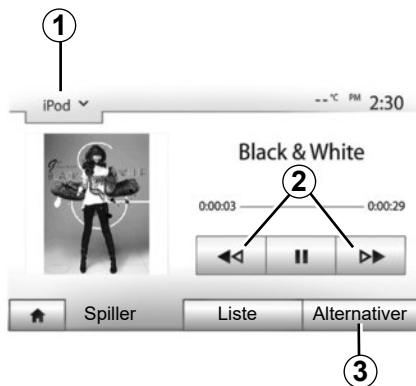 1
iPod
--°C PM 2:30
Black & White
2
0:00:03 0:00:29
Spiller Liste Alternativer
3